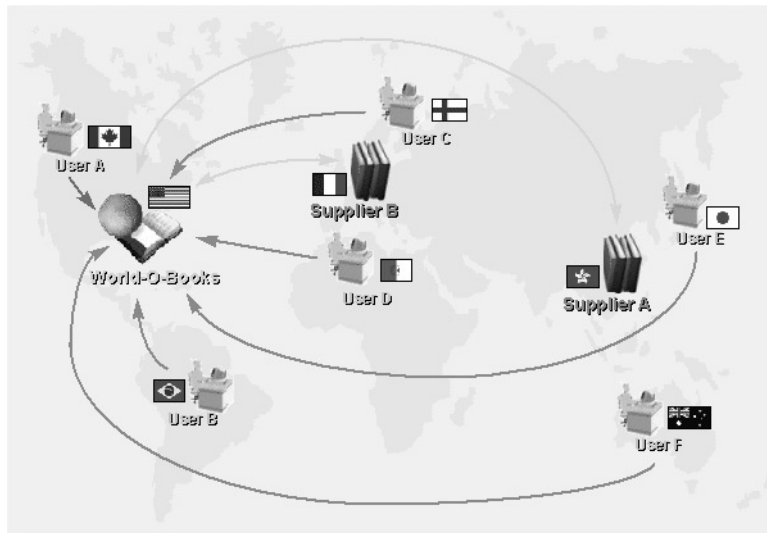 User A
User C
Supplier B
User E
World-O-Books
User D
Supplier A
User B
User F